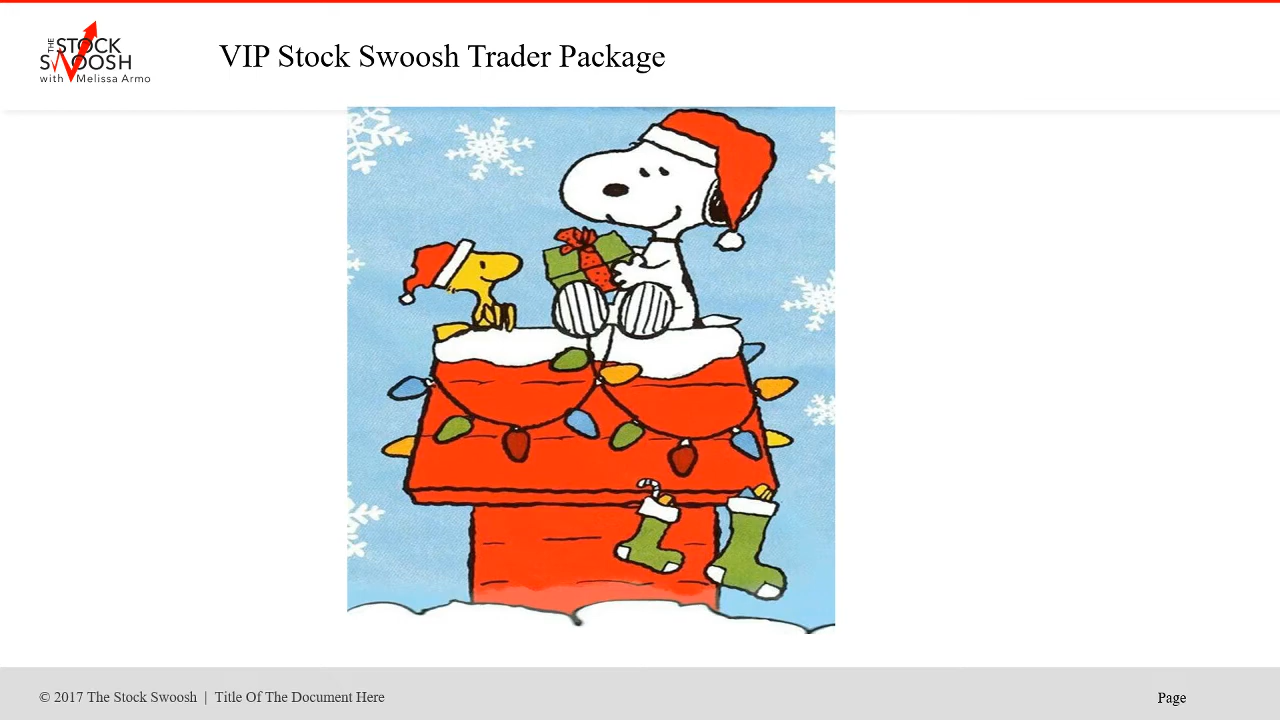 THE STOCK
SWOOSH
with Melissa Armo
VIP Stock Swoosh Trader Package
© 2017 The Stock Swoosh | Title Of The Document Here
Page